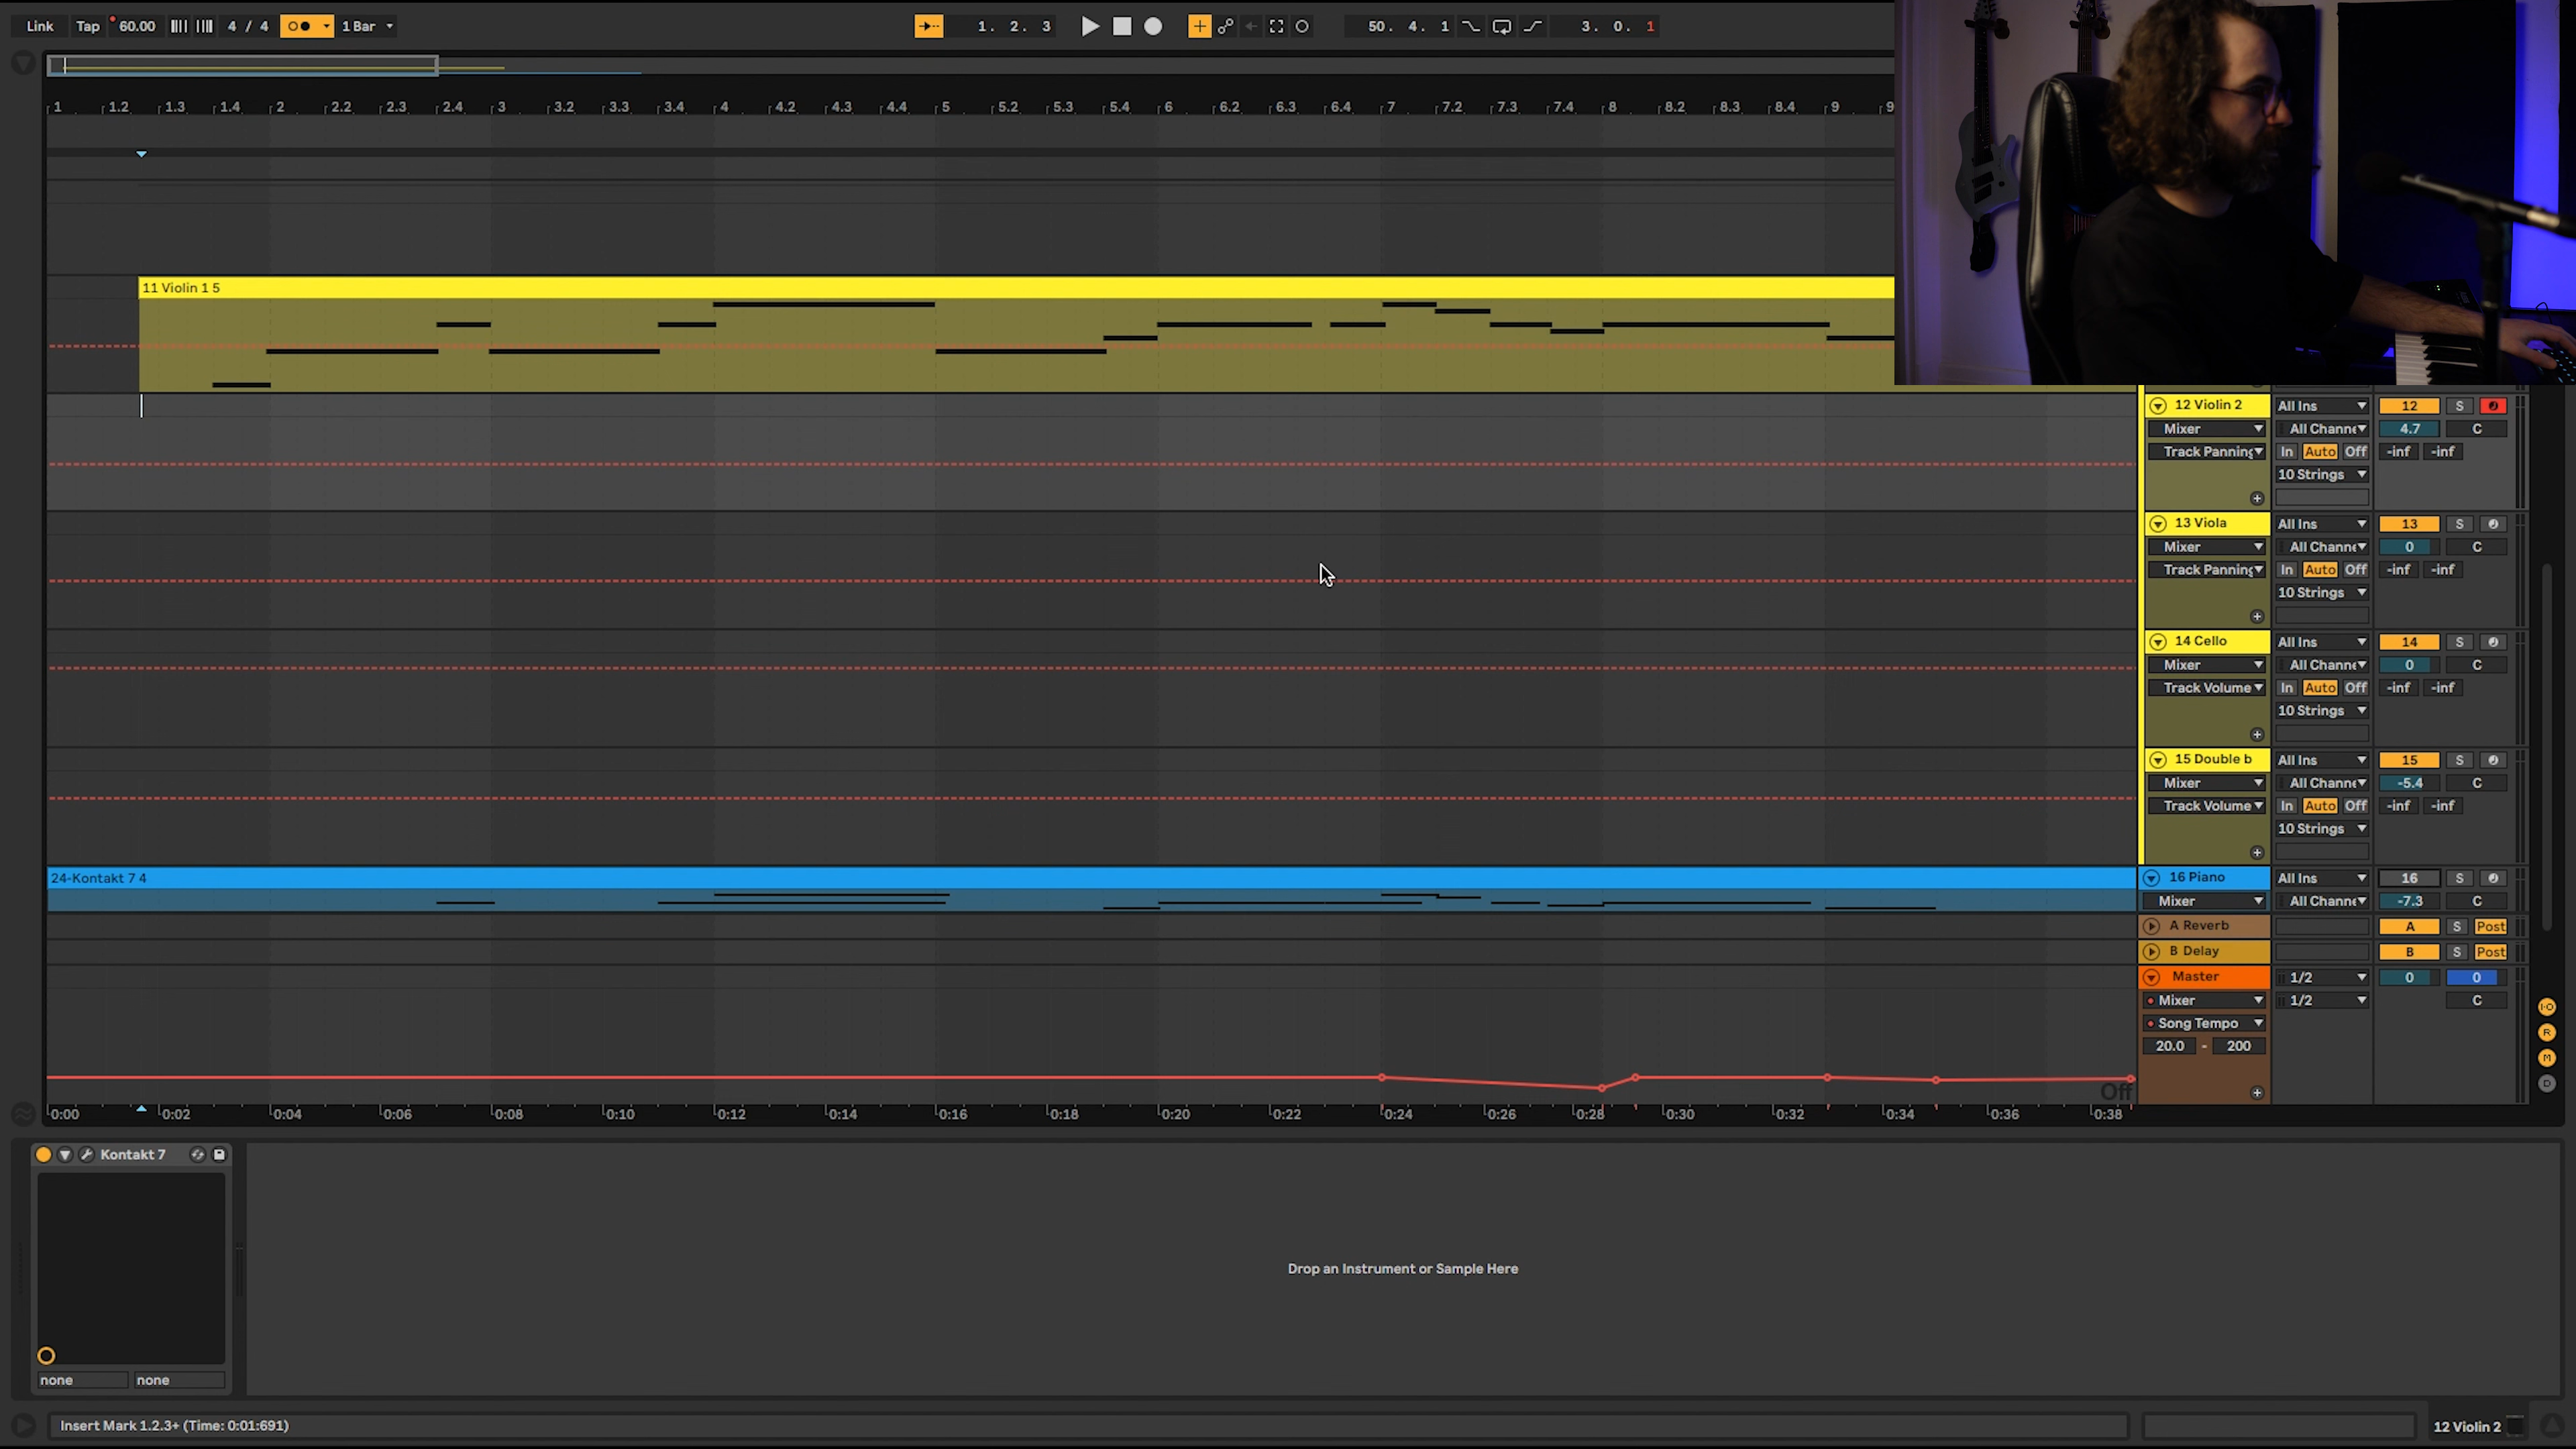 Link Tap 60.00 4 / 4 1 Bar 1. 2. 3 50. 4. 1 3. 0. 1
1 1.2 1.3 1.4 2 2.2 2.3 2.4 3 3.2 3.3 3.4 4 4.2 4.3 4.4 5 5.2 5.3 5.4 6 6.2 6.3 6.4 7 7.2 7.3 7.4 8 8.2 8.3 8.4 9 9
11 Violin 1 5
12 Violin 2 All Ins 12 S
Mixer All Channe 4.7 C
Track Panning In Auto Off -inf -inf
10 Strings
13 Viola All Ins 13 S
Mixer All Channe 0 C
Track Panning In Auto Off -inf -inf
10 Strings
14 Cello All Ins 14 S
Mixer All Channe 0 C
Track Volume In Auto Off -inf -inf
10 Strings
15 Double b All Ins 15 S
Mixer All Channe -5.4 C
Track Volume In Auto Off -inf -inf
10 Strings
24-Kontakt 7 4 16 Piano All Ins 16 S
Mixer All Channe -7.3 C
A Reverb A S Post
B Delay B S Post
Master 1/2 0 0
Mixer 1/2 C
Song Tempo
20.0 - 200
Off
0:00 0:02 0:04 0:06 0:08 0:10 0:12 0:14 0:16 0:18 0:20 0:22 0:24 0:26 0:28 0:30 0:32 0:34 0:36 0:38
I·O
R
M
D
Kontakt 7
Drop an Instrument or Sample Here
none none
Insert Mark 1.2.3+ (Time: 0:01:691) 12 Violin 2